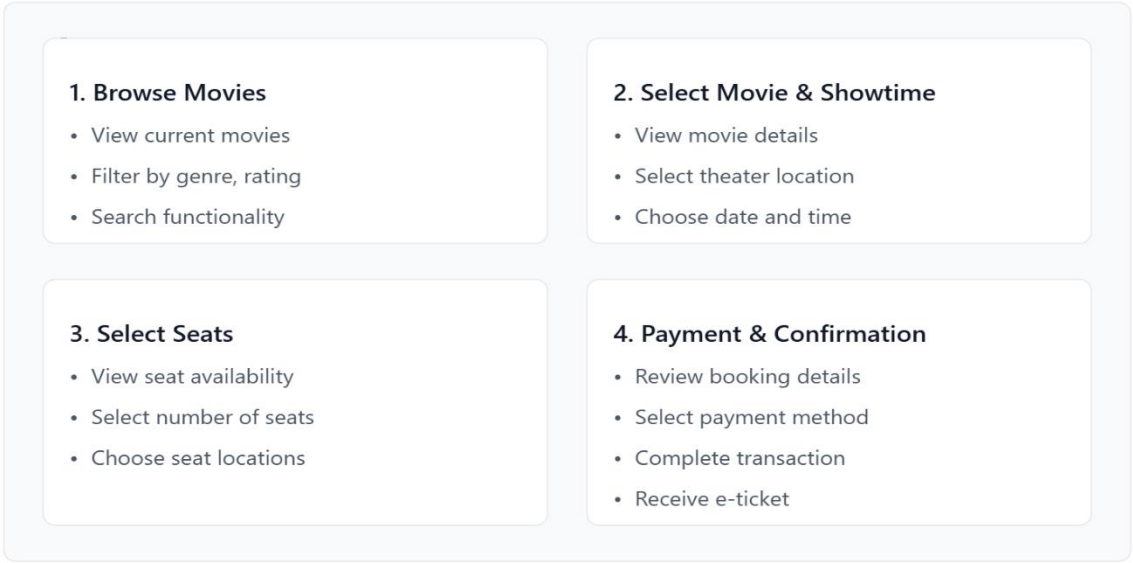 1. Browse Movies
• View current movies
• Filter by genre, rating
• Search functionality
2. Select Movie & Showtime
• View movie details
• Select theater location
• Choose date and time
3. Select Seats
• View seat availability
• Select number of seats
• Choose seat locations
4. Payment & Confirmation
• Review booking details
• Select payment method
• Complete transaction
• Receive e-ticket